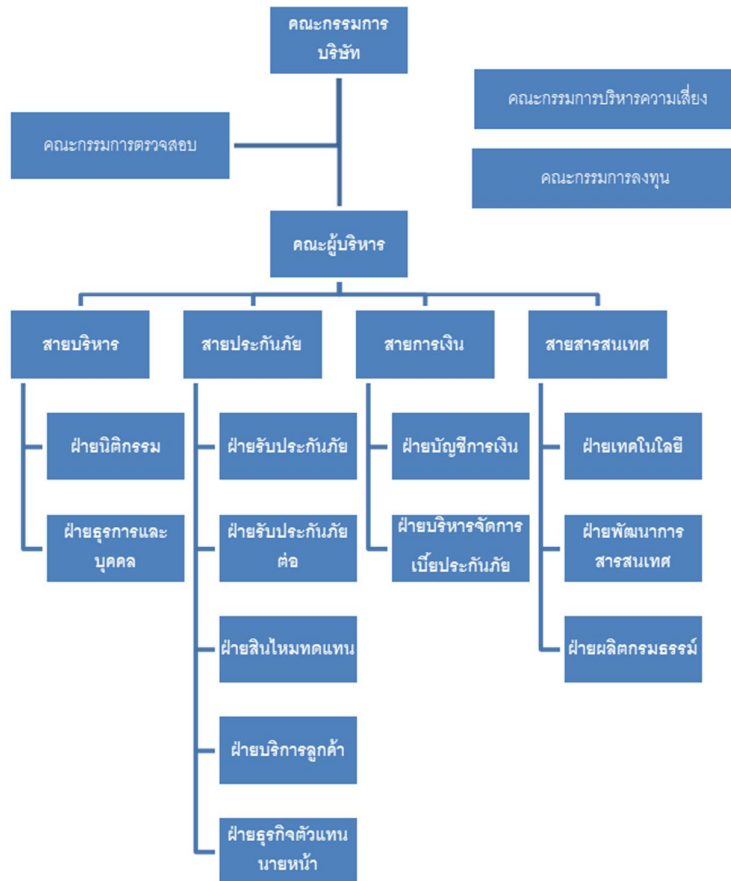 คณะกรรมการ
บริษัท
คณะกรรมการบริหารความเสี่ยง
คณะกรรมการตรวจสอบ
คณะกรรมการลงทุน
คณะผู้บริหาร
สายบริหาร
สายประกันภัย
สายการเงิน
สายสารสนเทศ
ฝ่ายนิติกรรม
ฝ่ายรับประกันภัย
ฝ่ายบัญชีการเงิน
ฝ่ายเทคโนโลยี
ฝ่ายธุรการและ
บุคคล
ฝ่ายรับประกันภัย
ต่อ
ฝ่ายบริหารจัดการ
เบี้ยประกันภัย
ฝ่ายพัฒนาการ
สารสนเทศ
ฝ่ายสินไหมทดแทน
ฝ่ายผลิตกรมธรรม์
ฝ่ายบริการลูกค้า
ฝ่ายธุรกิจตัวแทน
นายหน้า